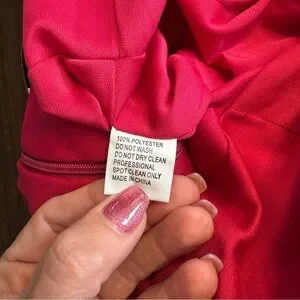 100% POLYESTER
DO NOT WASH
DO NOT DRY CLEAN
PROFESSIONAL
SPOT CLEAN ONLY
MADE IN CHINA